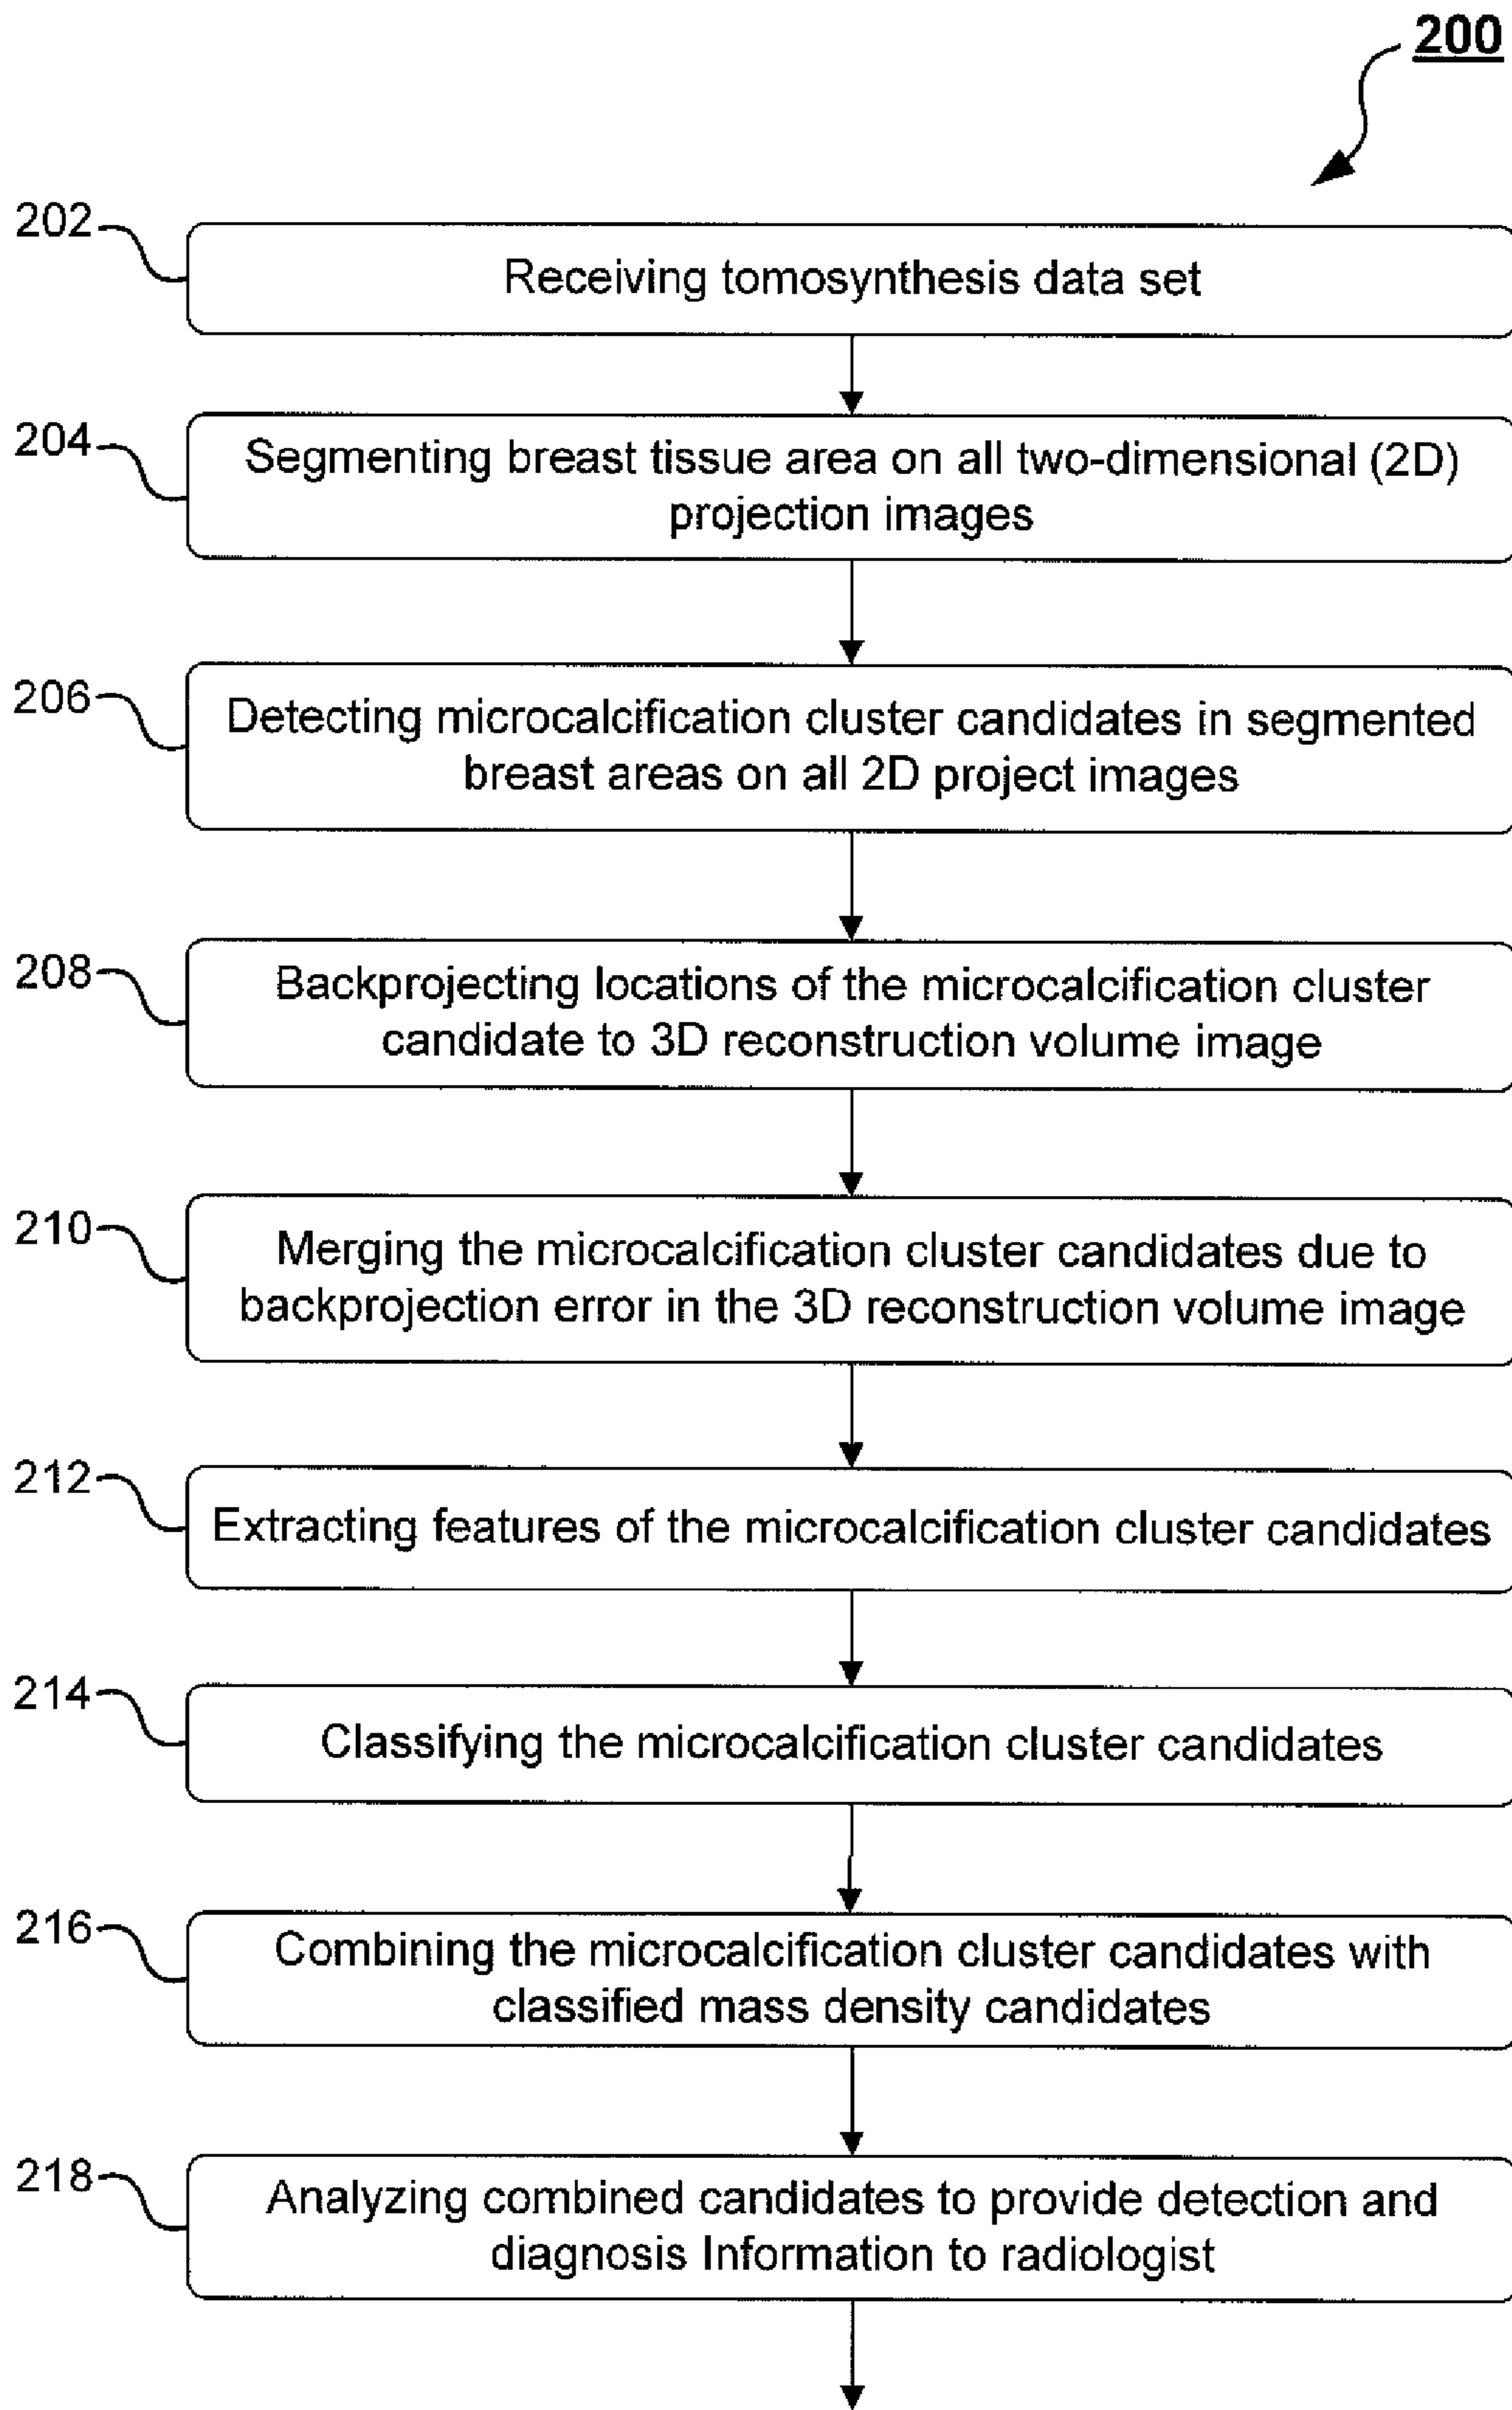 200
202
Receiving tomosynthesis data set
204
Segmenting breast tissue area on all two-dimensional (2D)
projection images
206
Detecting microcalcification cluster candidates in segmented
breast areas on all 2D project images
208
Backprojecting locations of the microcalcification cluster
candidate to 3D reconstruction volume image
210
Merging the microcalcification cluster candidates due to
backprojection error in the 3D reconstruction volume image
212
Extracting features of the microcalcification cluster candidates
214
Classifying the microcalcification cluster candidates
216
Combining the microcalcification cluster candidates with
classified mass density candidates
218
Analyzing combined candidates to provide detection and
diagnosis Information to radiologist